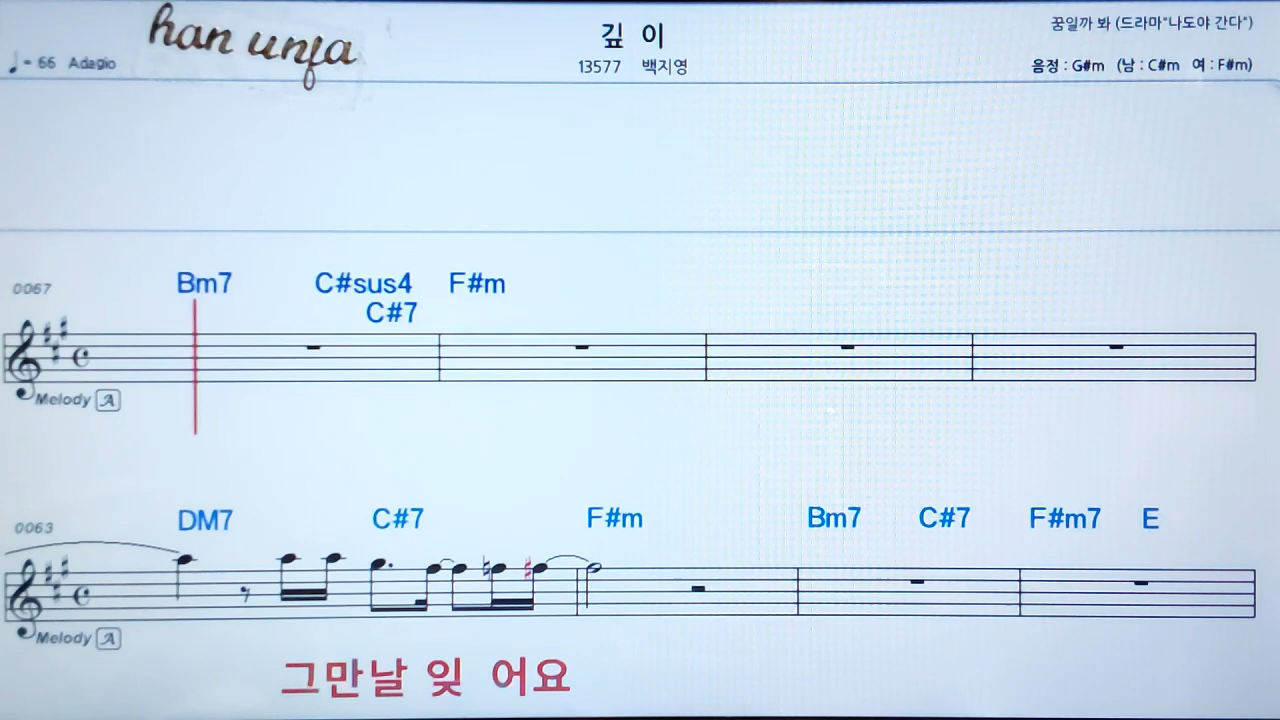 han unfa
깊 이
꿈일까 봐 (드라마"나도야 간다")
♩= 66 Adagio
13577 백지영
음정 : G#m (남 : C#m 여 : F#m)
0067 Bm7 C#sus4 F#m
C#7
Melody A
0063 DM7 C#7 F#m Bm7 C#7 F#m7 E
Melody A
그만날 잊 어요